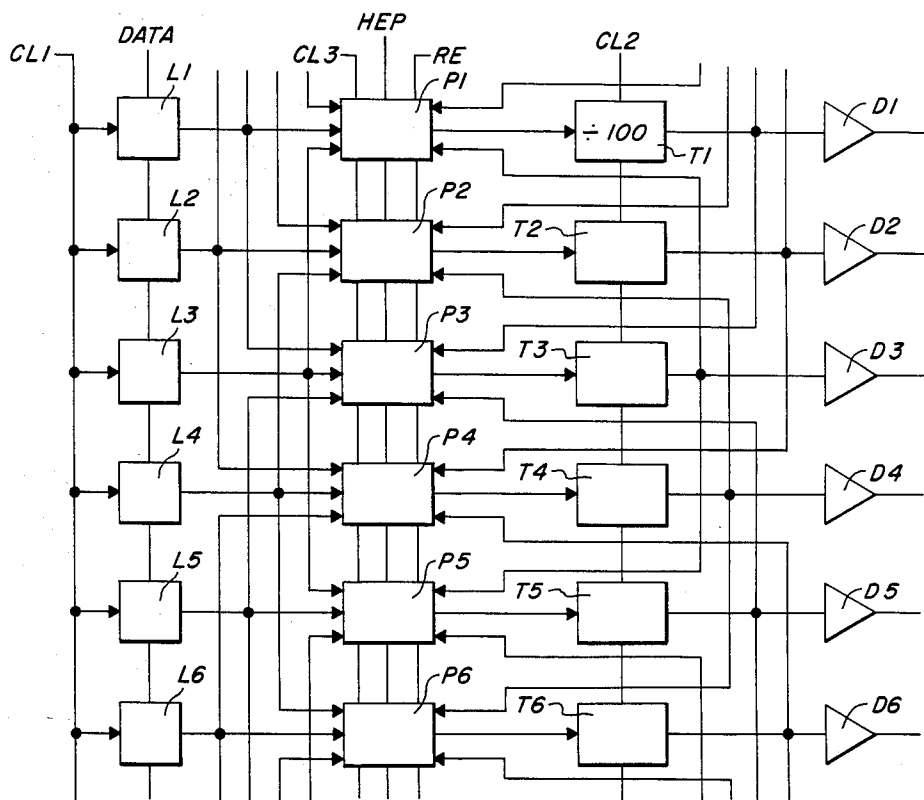 HEP
DATA
CL1
CL3
RE
CL2
L1
P1
D1
÷ 100
T1
L2
P2
T2
D2
L3
P3
T3
D3
L4
P4
T4
D4
L5
P5
T5
D5
L6
P6
T6
D6